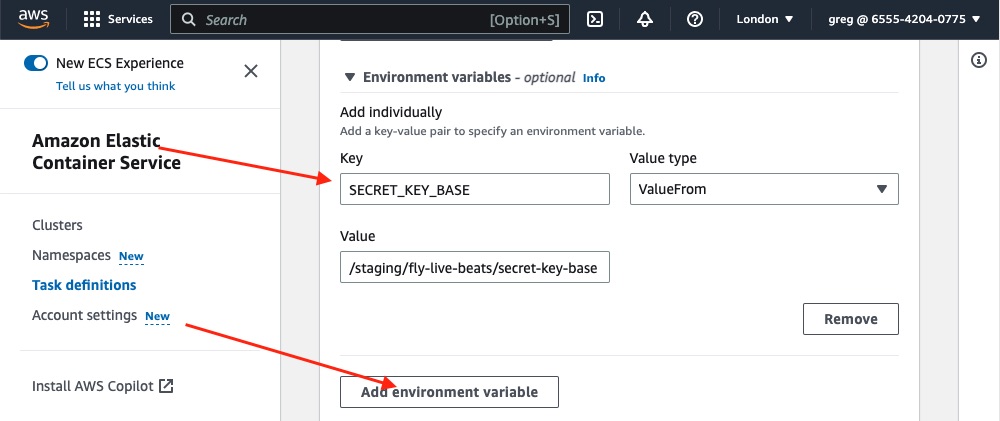 aws Services Search [Option+S] London greg @ 6555-4204-0775
New ECS Experience
Tell us what you think
Amazon Elastic
Container Service
Clusters
Namespaces New
Task definitions
Account settings New
Install AWS Copilot
Environment variables - optional Info
Add individually
Add a key-value pair to specify an environment variable.
Key Value type
SECRET_KEY_BASE ValueFrom
Value
/staging/fly-live-beats/secret-key-base
Remove
Add environment variable